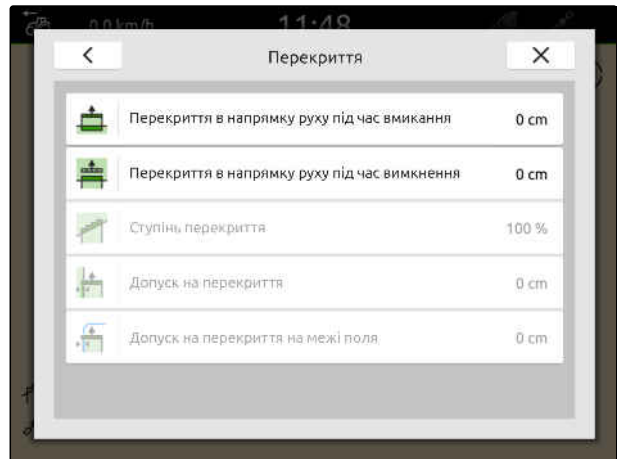 0.0 km/h
11:48
Перекриття
Перекриття в напрямку руху під час вмикання
0 cm
Перекриття в напрямку руху під час вимкнення
0 cm
Ступінь перекриття
100 %
Допуск на перекриття
0 cm
Допуск на перекриття на межі поля
0 cm